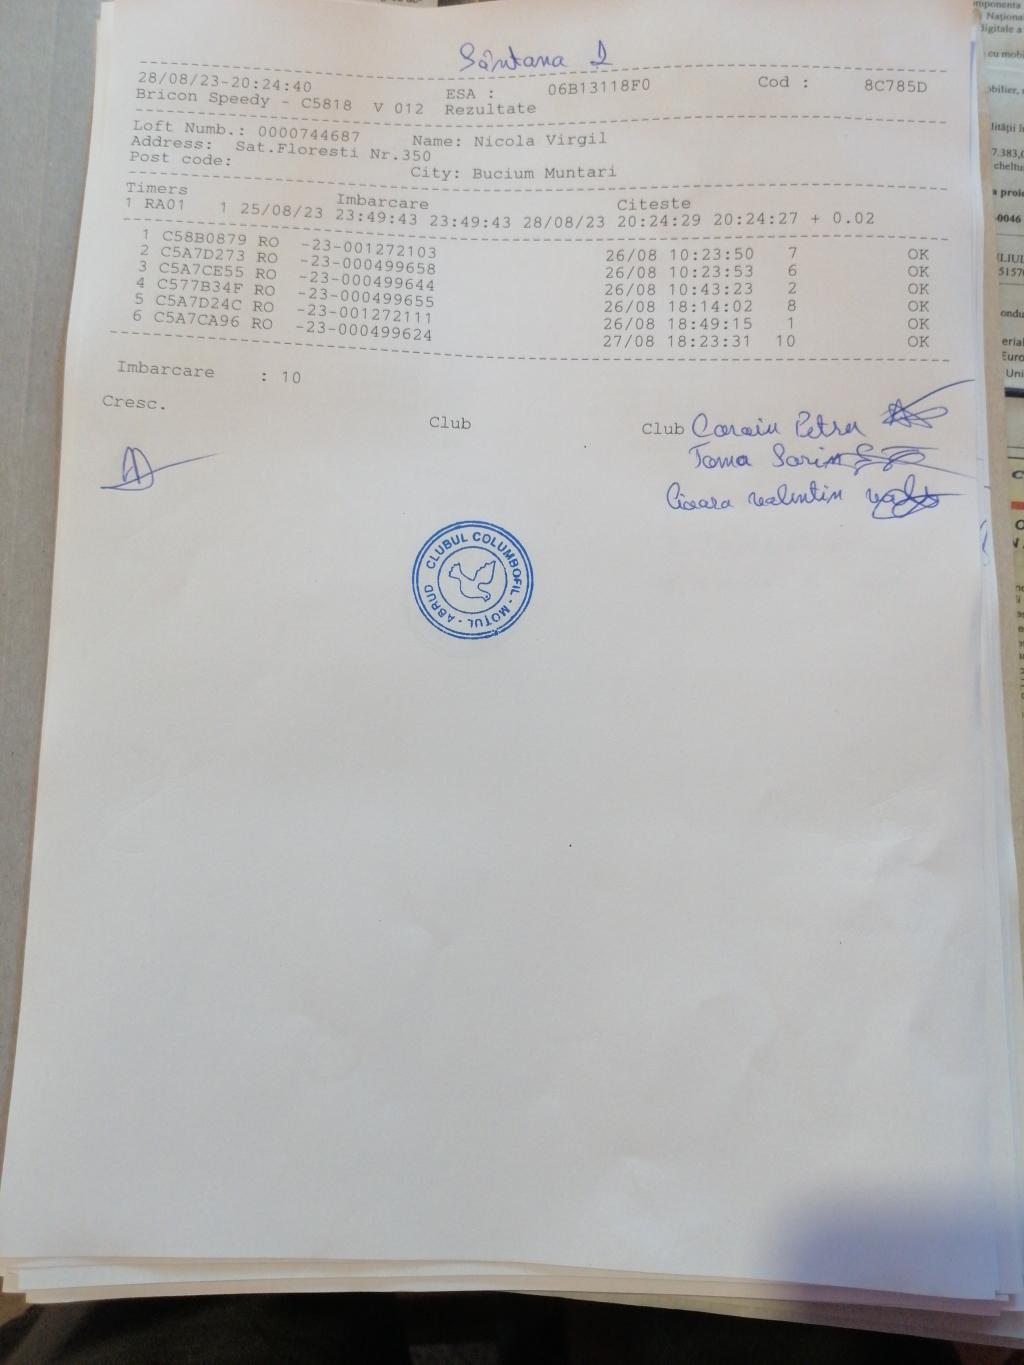 Sântana I
28/08/23-20:24:40 ESA : 06B13118F0 Cod : 8C785D
Bricon Speedy - C5818 V 012 Rezultate
Loft Numb.: 0000744687 Name: Nicola Virgil
Address: Sat.Floresti Nr.350
Post code: City: Bucium Muntari
Timers Imbarcare Citeste
1 RA01 1 25/08/23 23:49:43 23:49:43 28/08/23 20:24:29 20:24:27 + 0.02
1 C58B0879 RO -23-001272103 26/08 10:23:50 7 OK
2 C5A7D273 RO -23-000499658 26/08 10:23:53 6 OK
3 C5A7CE55 RO -23-000499644 26/08 10:43:23 2 OK
4 C577B34F RO -23-000499655 26/08 18:14:02 8 OK
5 C5A7D24C RO -23-001272111 26/08 18:49:15 1 OK
6 C5A7CA96 RO -23-000499624 27/08 18:23:31 10 OK
Imbarcare : 10
Cresc. Club Club Petru
Toma Sorin
Valentin
CLUBUL COLUMBOFIL - MOȚUL - ABRUD